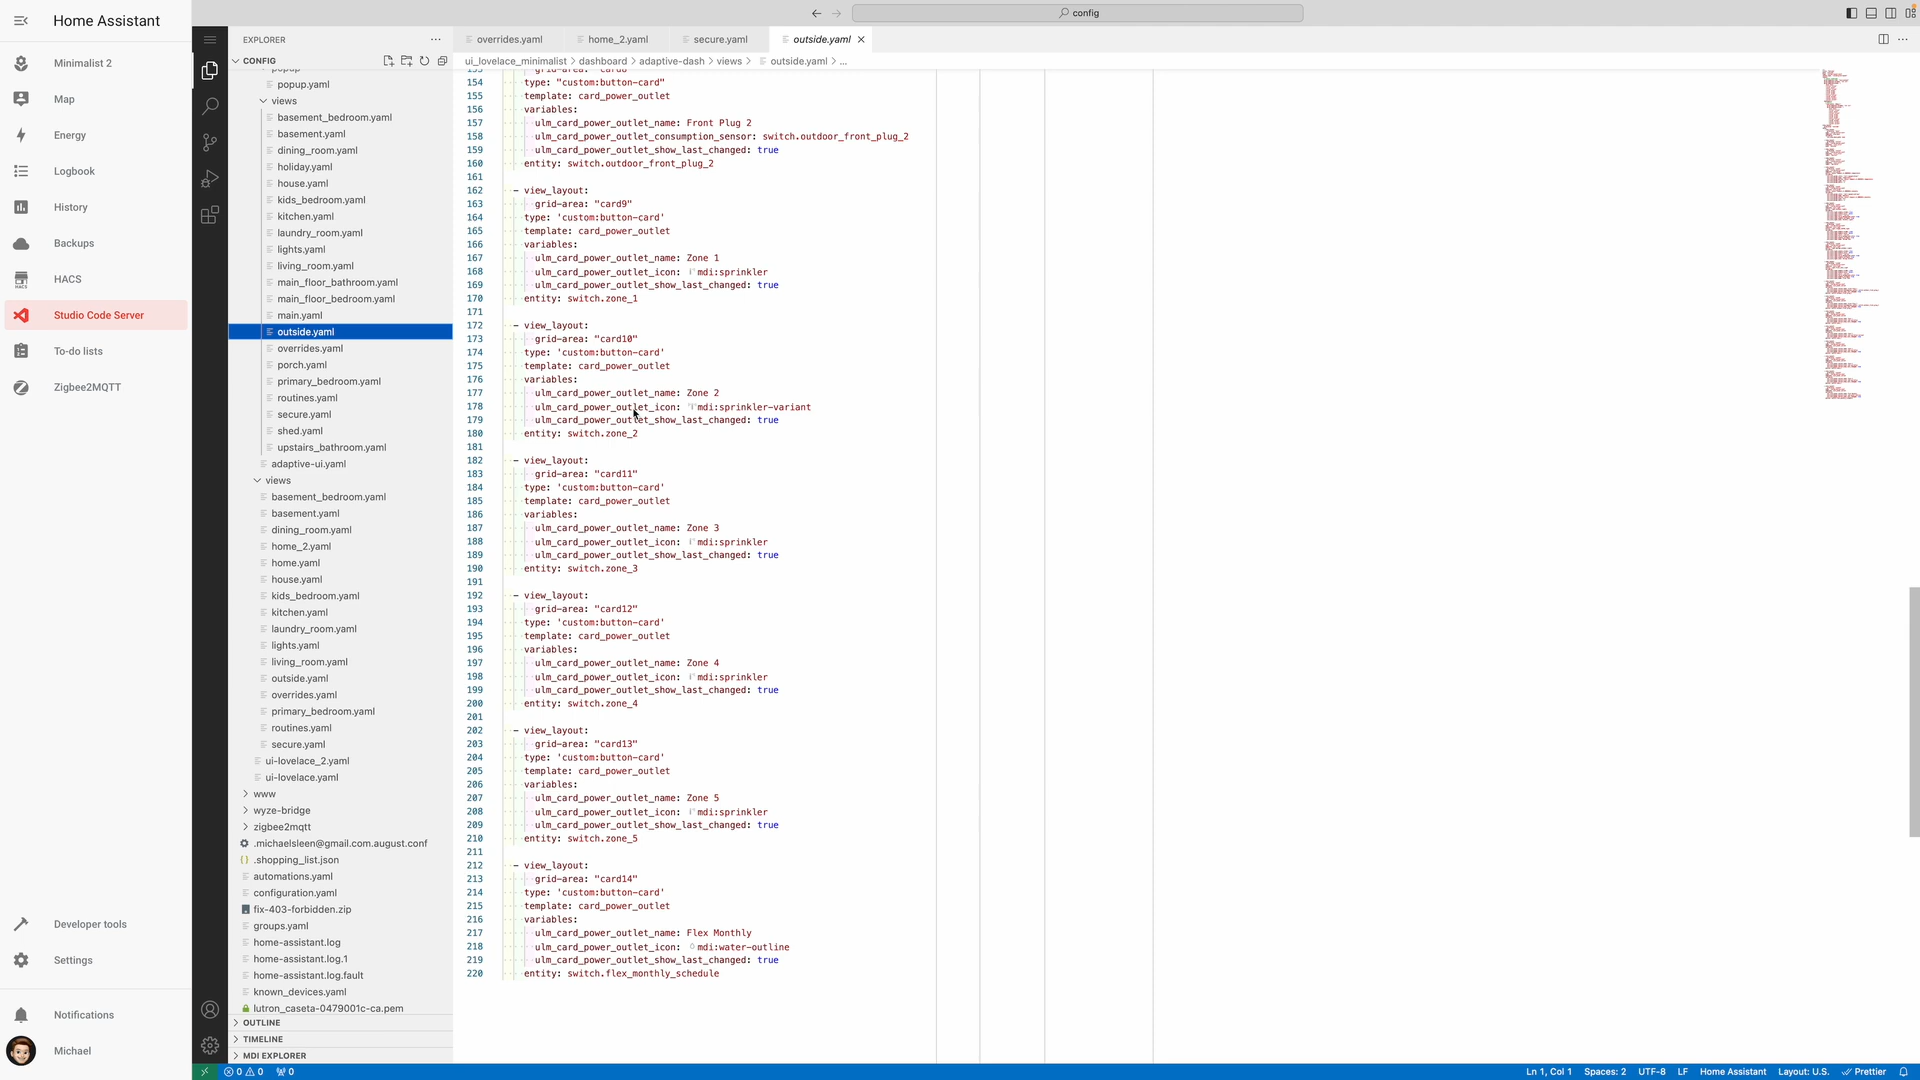 Home Assistant
Minimalist 2
Map
Energy
Logbook
History
Backups
HACS
HACS
Studio Code Server
To-do lists
Zigbee2MQTT
Developer tools
Settings
Notifications
Michael
config
EXPLORER
CONFIG
popup
popup.yaml
views
basement_bedroom.yaml
basement.yaml
dining_room.yaml
holiday.yaml
house.yaml
kids_bedroom.yaml
kitchen.yaml
laundry_room.yaml
lights.yaml
living_room.yaml
main_floor_bathroom.yaml
main_floor_bedroom.yaml
main.yaml
outside.yaml
overrides.yaml
porch.yaml
primary_bedroom.yaml
routines.yaml
secure.yaml
shed.yaml
upstairs_bathroom.yaml
adaptive-ui.yaml
views
basement_bedroom.yaml
basement.yaml
dining_room.yaml
home_2.yaml
home.yaml
house.yaml
kids_bedroom.yaml
kitchen.yaml
laundry_room.yaml
lights.yaml
living_room.yaml
outside.yaml
overrides.yaml
primary_bedroom.yaml
routines.yaml
secure.yaml
ui-lovelace_2.yaml
ui-lovelace.yaml
www
wyze-bridge
zigbee2mqtt
.michaelsleen@gmail.com.august.conf
.shopping_list.json
automations.yaml
configuration.yaml
fix-403-forbidden.zip
groups.yaml
home-assistant.log
home-assistant.log.1
home-assistant.log.fault
known_devices.yaml
lutron_caseta-0479001c-ca.pem
OUTLINE
TIMELINE
MDI EXPLORER
overrides.yaml
home_2.yaml
secure.yaml
outside.yaml
ui_lovelace_minimalist > dashboard > adaptive-dash > views > outside.yaml > ...
153 grid-area: "card8"
154 type: "custom:button-card"
155 template: card_power_outlet
156 variables:
157 ulm_card_power_outlet_name: Front Plug 2
158 ulm_card_power_outlet_consumption_sensor: switch.outdoor_front_plug_2
159 ulm_card_power_outlet_show_last_changed: true
160 entity: switch.outdoor_front_plug_2
161
162 - view_layout:
163 grid-area: "card9"
164 type: 'custom:button-card'
165 template: card_power_outlet
166 variables:
167 ulm_card_power_outlet_name: Zone 1
168 ulm_card_power_outlet_icon: mdi:sprinkler
169 ulm_card_power_outlet_show_last_changed: true
170 entity: switch.zone_1
171
172 - view_layout:
173 grid-area: "card10"
174 type: 'custom:button-card'
175 template: card_power_outlet
176 variables:
177 ulm_card_power_outlet_name: Zone 2
178 ulm_card_power_outlet_icon: mdi:sprinkler-variant
179 ulm_card_power_outlet_show_last_changed: true
180 entity: switch.zone_2
181
182 - view_layout:
183 grid-area: "card11"
184 type: 'custom:button-card'
185 template: card_power_outlet
186 variables:
187 ulm_card_power_outlet_name: Zone 3
188 ulm_card_power_outlet_icon: mdi:sprinkler
189 ulm_card_power_outlet_show_last_changed: true
190 entity: switch.zone_3
191
192 - view_layout:
193 grid-area: "card12"
194 type: 'custom:button-card'
195 template: card_power_outlet
196 variables:
197 ulm_card_power_outlet_name: Zone 4
198 ulm_card_power_outlet_icon: mdi:sprinkler
199 ulm_card_power_outlet_show_last_changed: true
200 entity: switch.zone_4
201
202 - view_layout:
203 grid-area: "card13"
204 type: 'custom:button-card'
205 template: card_power_outlet
206 variables:
207 ulm_card_power_outlet_name: Zone 5
208 ulm_card_power_outlet_icon: mdi:sprinkler
209 ulm_card_power_outlet_show_last_changed: true
210 entity: switch.zone_5
211
212 - view_layout:
213 grid-area: "card14"
214 type: 'custom:button-card'
215 template: card_power_outlet
216 variables:
217 ulm_card_power_outlet_name: Flex Monthly
218 ulm_card_power_outlet_icon: mdi:water-outline
219 ulm_card_power_outlet_show_last_changed: true
220 entity: switch.flex_monthly_schedule
0 0 0
Ln 1, Col 1 Spaces: 2 UTF-8 LF Home Assistant Layout: U.S. Prettier